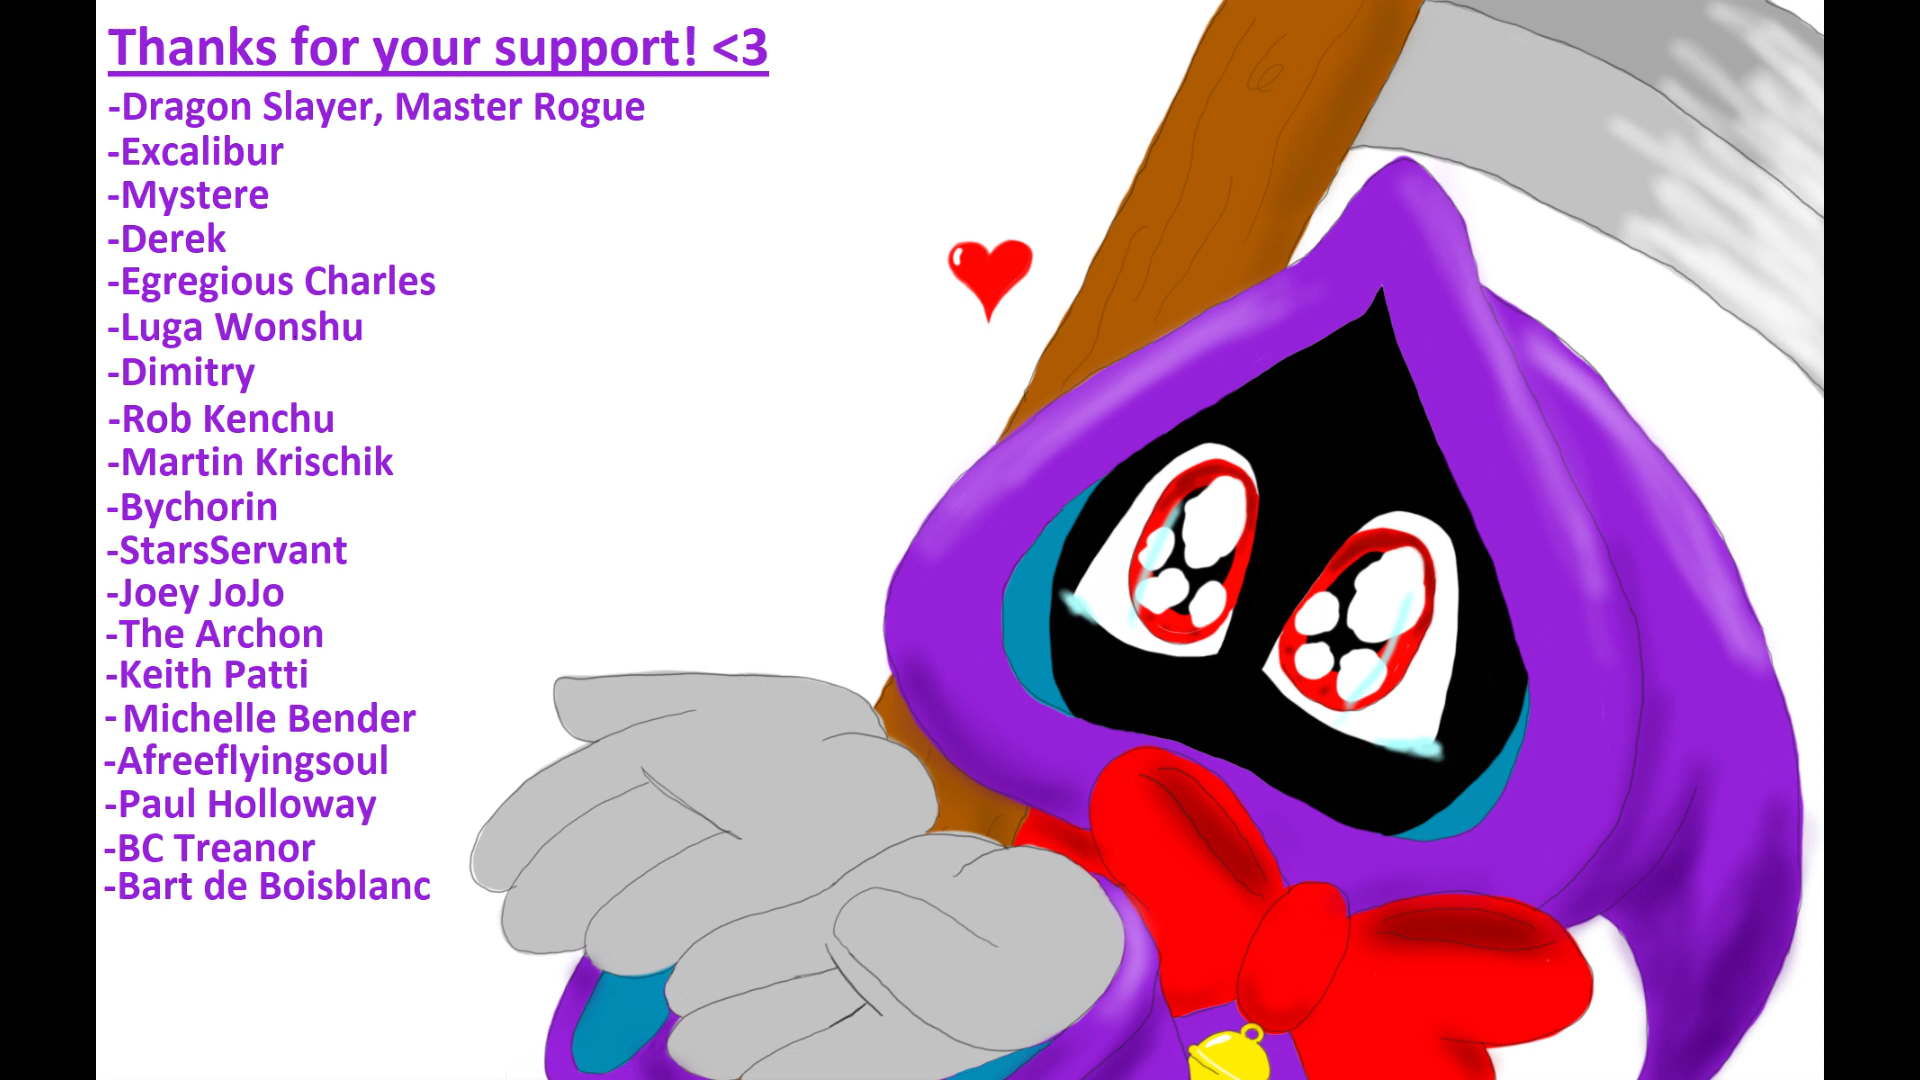 Thanks for your support! <3
-Dragon Slayer, Master Rogue
-Excalibur
-Mystere
-Derek
-Egregious Charles
-Luga Wonshu
-Dimitry
-Rob Kenchu
-Martin Krischik
-Bychorin
-StarsServant
-Joey JoJo
-The Archon
-Keith Patti
-Michelle Bender
-Afreeflyingsoul
-Paul Holloway
-BC Treanor
-Bart de Boisblanc